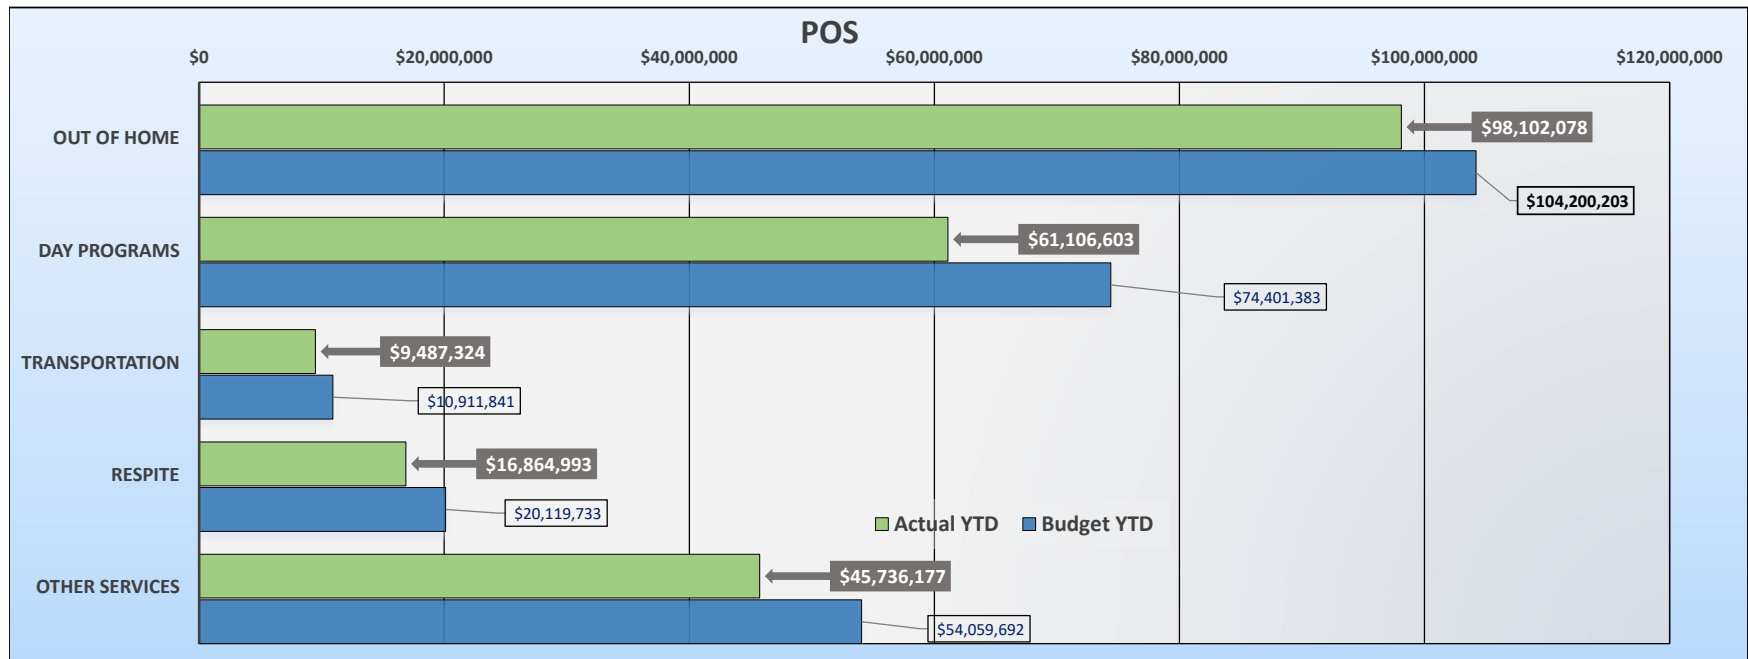 POS
$0 $20,000,000 $40,000,000 $60,000,000 $80,000,000 $100,000,000 $120,000,000
OUT OF HOME
$98,102,078
$104,200,203
DAY PROGRAMS
$61,106,603
$74,401,383
TRANSPORTATION
$9,487,324
$10,911,841
RESPITE
$16,864,993
$20,119,733
Actual YTD Budget YTD
OTHER SERVICES
$45,736,177
$54,059,692